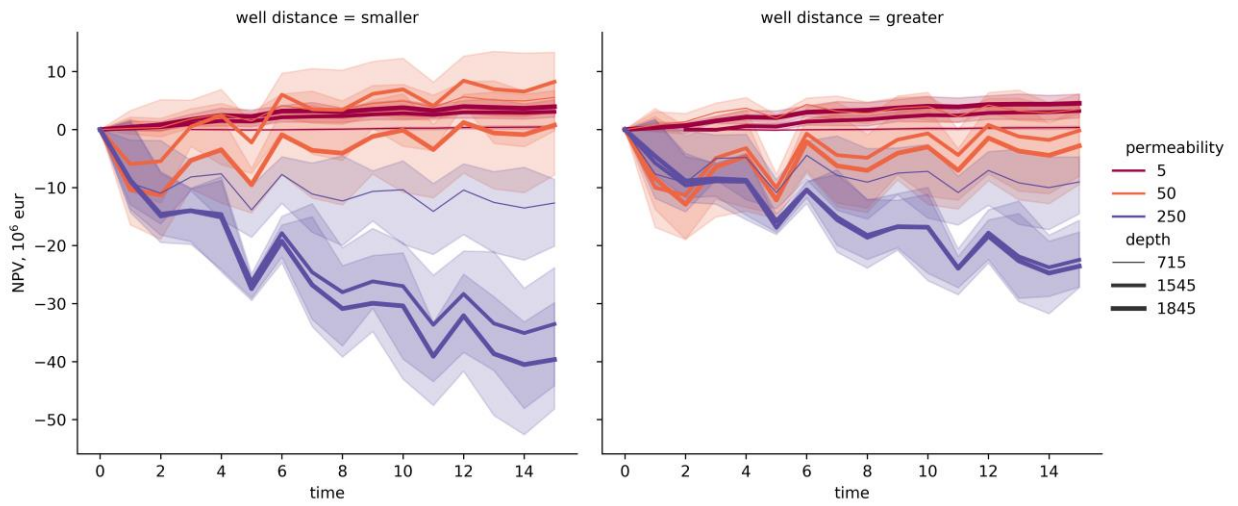 well distance = smaller
well distance = greater
NPV, 10⁶ eur
10
0
−10
−20
−30
−40
−50
0 2 4 6 8 10 12 14
time
0 2 4 6 8 10 12 14
time
permeability
5
50
250
depth
715
1545
1845